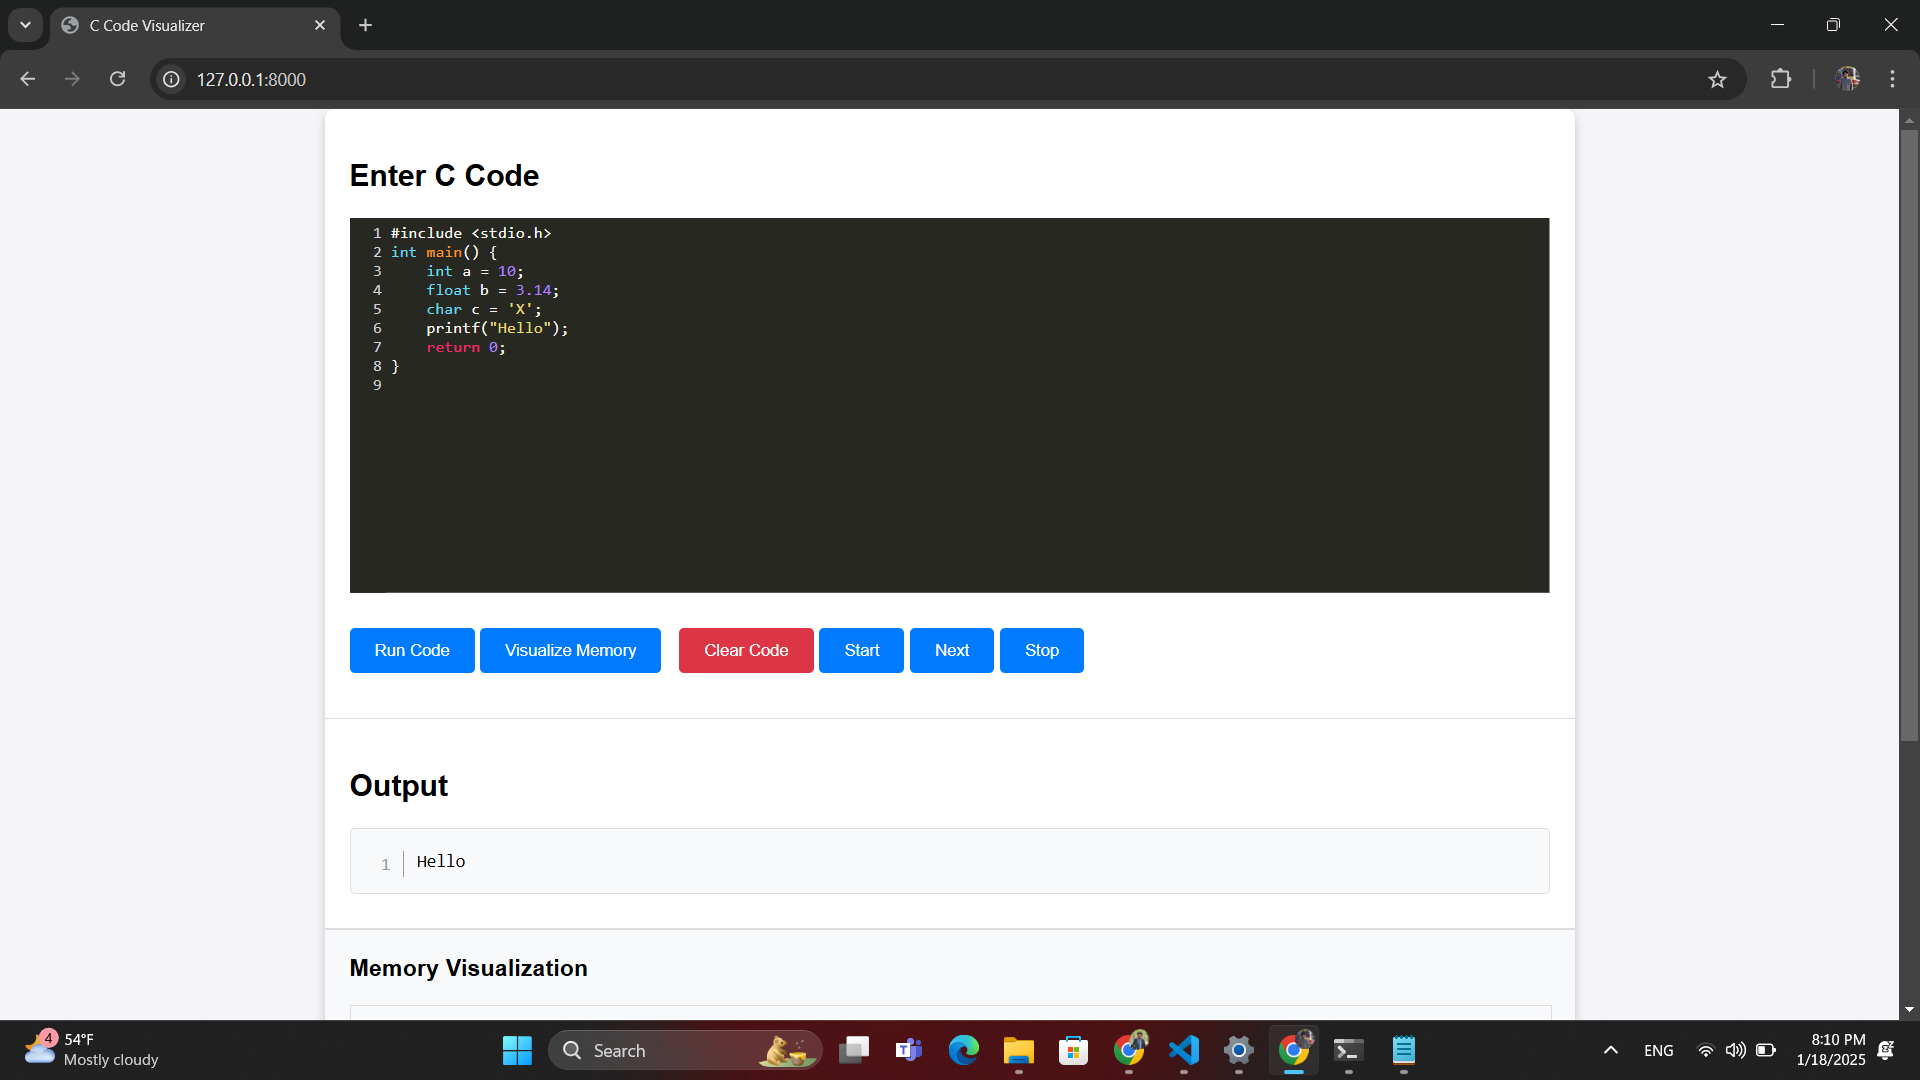 C Code Visualizer
127.0.0.1:8000
Enter C Code
1 #include <stdio.h>
2 int main() {
3     int a = 10;
4     float b = 3.14;
5     char c = 'X';
6     printf("Hello");
7     return 0;
8 }
9
Run Code Visualize Memory Clear Code Start Next Stop
Output
1 Hello
Memory Visualization
4
54°F
Mostly cloudy
Search
ENG
8:10 PM
1/18/2025